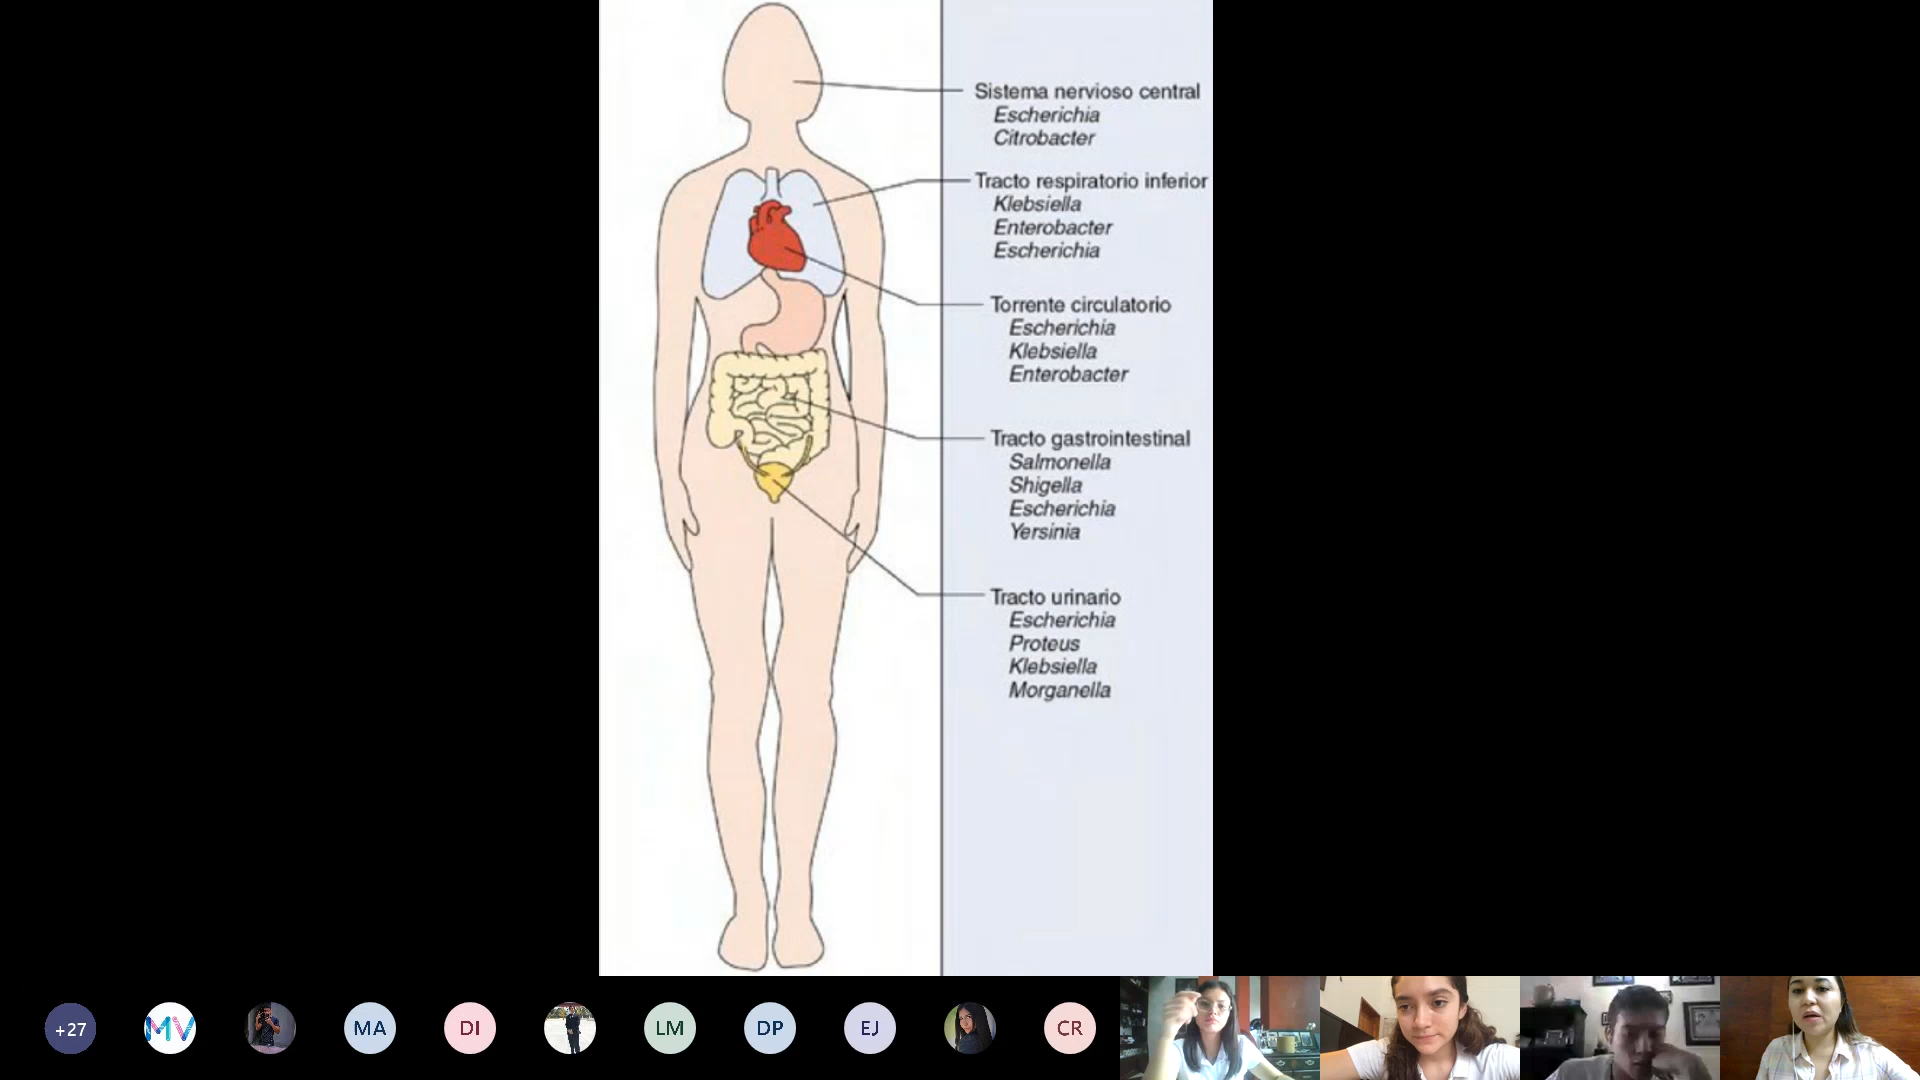 Sistema nervioso central
Escherichia
Citrobacter
Tracto respiratorio inferior
Klebsiella
Enterobacter
Escherichia
Torrente circulatorio
Escherichia
Klebsiella
Enterobacter
Tracto gastrointestinal
Salmonella
Shigella
Escherichia
Yersinia
Tracto urinario
Escherichia
Proteus
Klebsiella
Morganella
+27
MV
MA
DI
LM
DP
EJ
CR